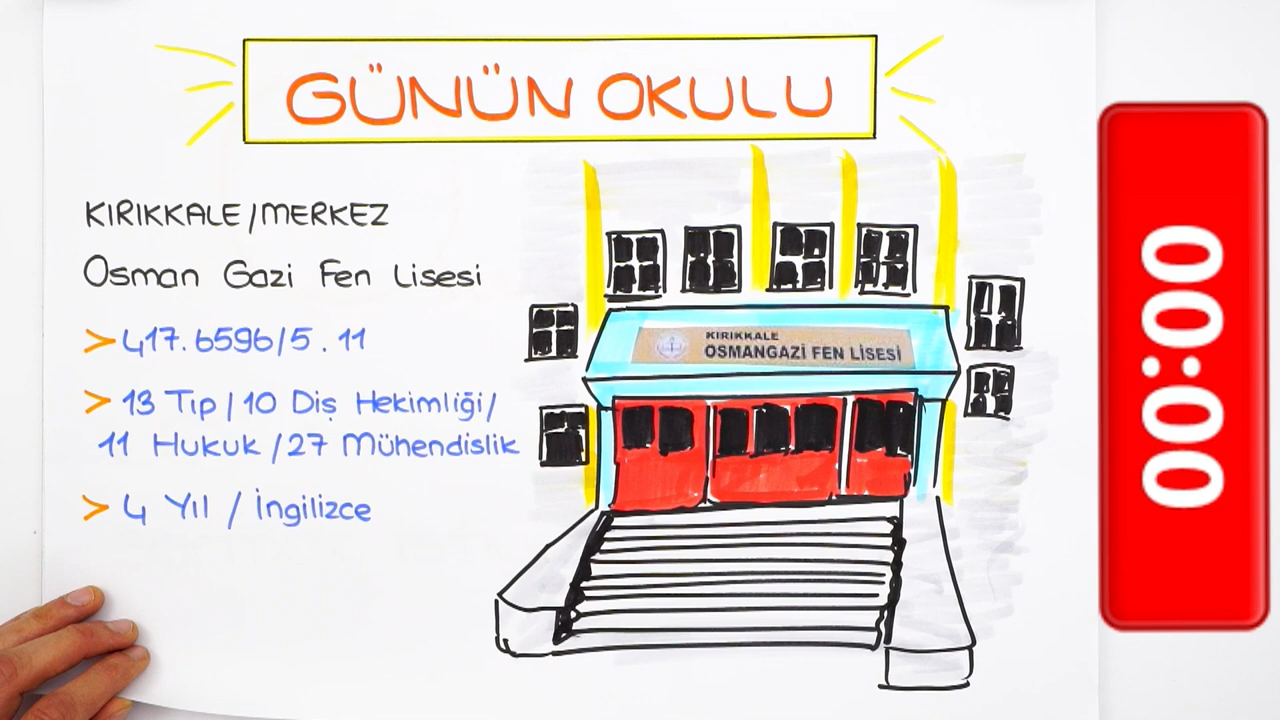 GÜNÜN OKULU
KIRIKKALE/MERKEZ
Osman Gazi Fen Lisesi
> 417.6596/5.11
> 13 Tıp/10 Diş Hekimliği/
11 Hukuk/27 Mühendislik
> 4 Yıl / İngilizce
KIRIKKALE
OSMANGAZİ FEN LİSESİ
00:00